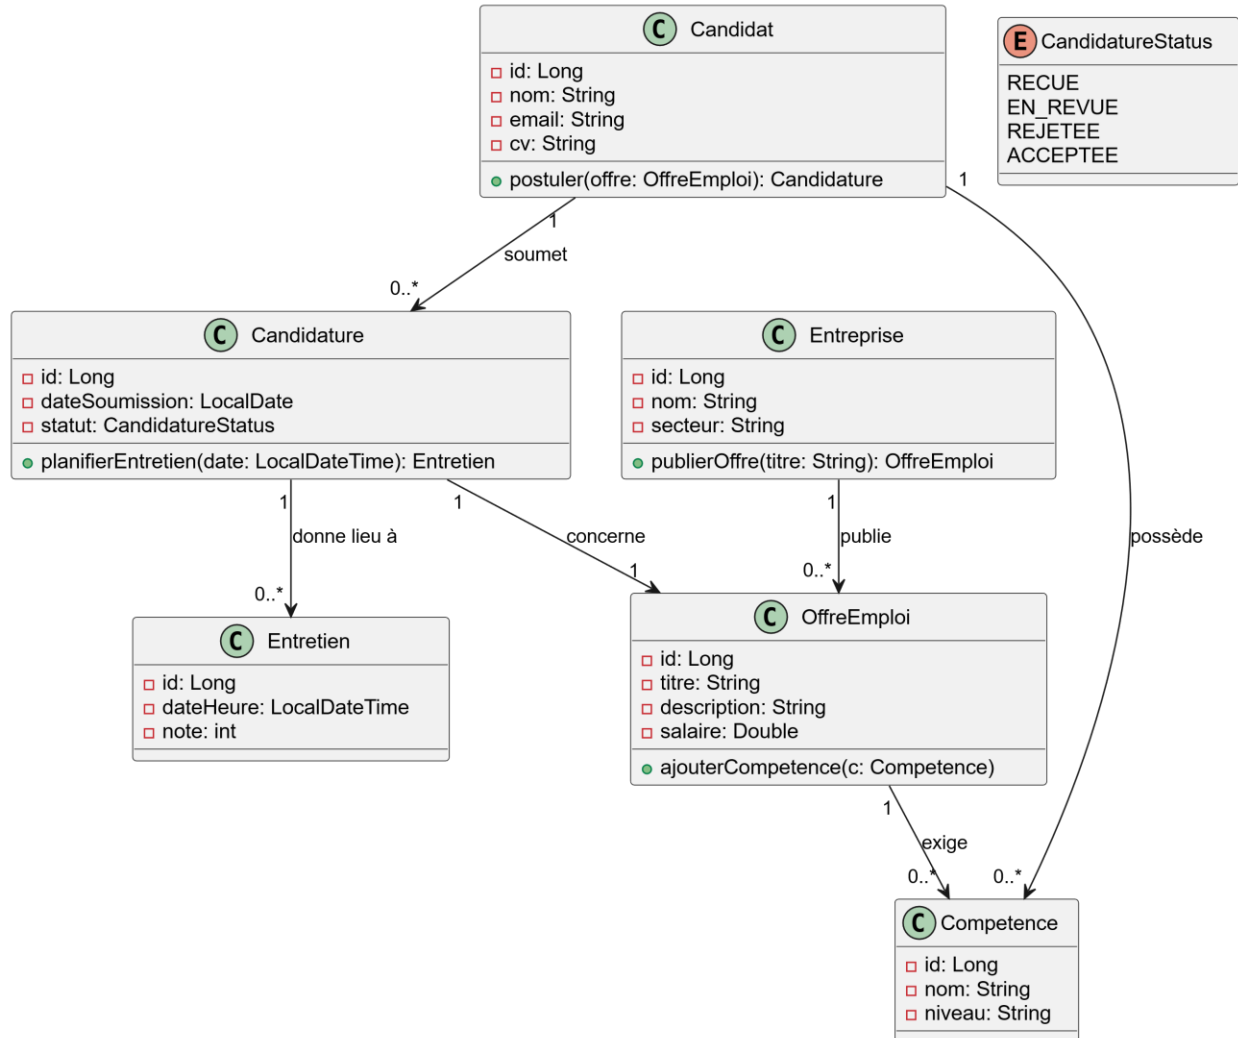 C Candidat
id: Long
nom: String
email: String
cv: String
postuler(offre: OffreEmploi): Candidature
E CandidatureStatus
RECUE
EN_REVUE
REJETEE
ACCEPTEE
1
1
soumet
0..*
C Candidature
id: Long
dateSoumission: LocalDate
statut: CandidatureStatus
planifierEntretien(date: LocalDateTime): Entretien
C Entreprise
id: Long
nom: String
secteur: String
publierOffre(titre: String): OffreEmploi
1
1
1
donne lieu à
concerne
publie
possède
0..*
1
0..*
C Entretien
id: Long
dateHeure: LocalDateTime
note: int
C OffreEmploi
id: Long
titre: String
description: String
salaire: Double
ajouterCompetence(c: Competence)
1
exige
0..*
0..*
C Competence
id: Long
nom: String
niveau: String